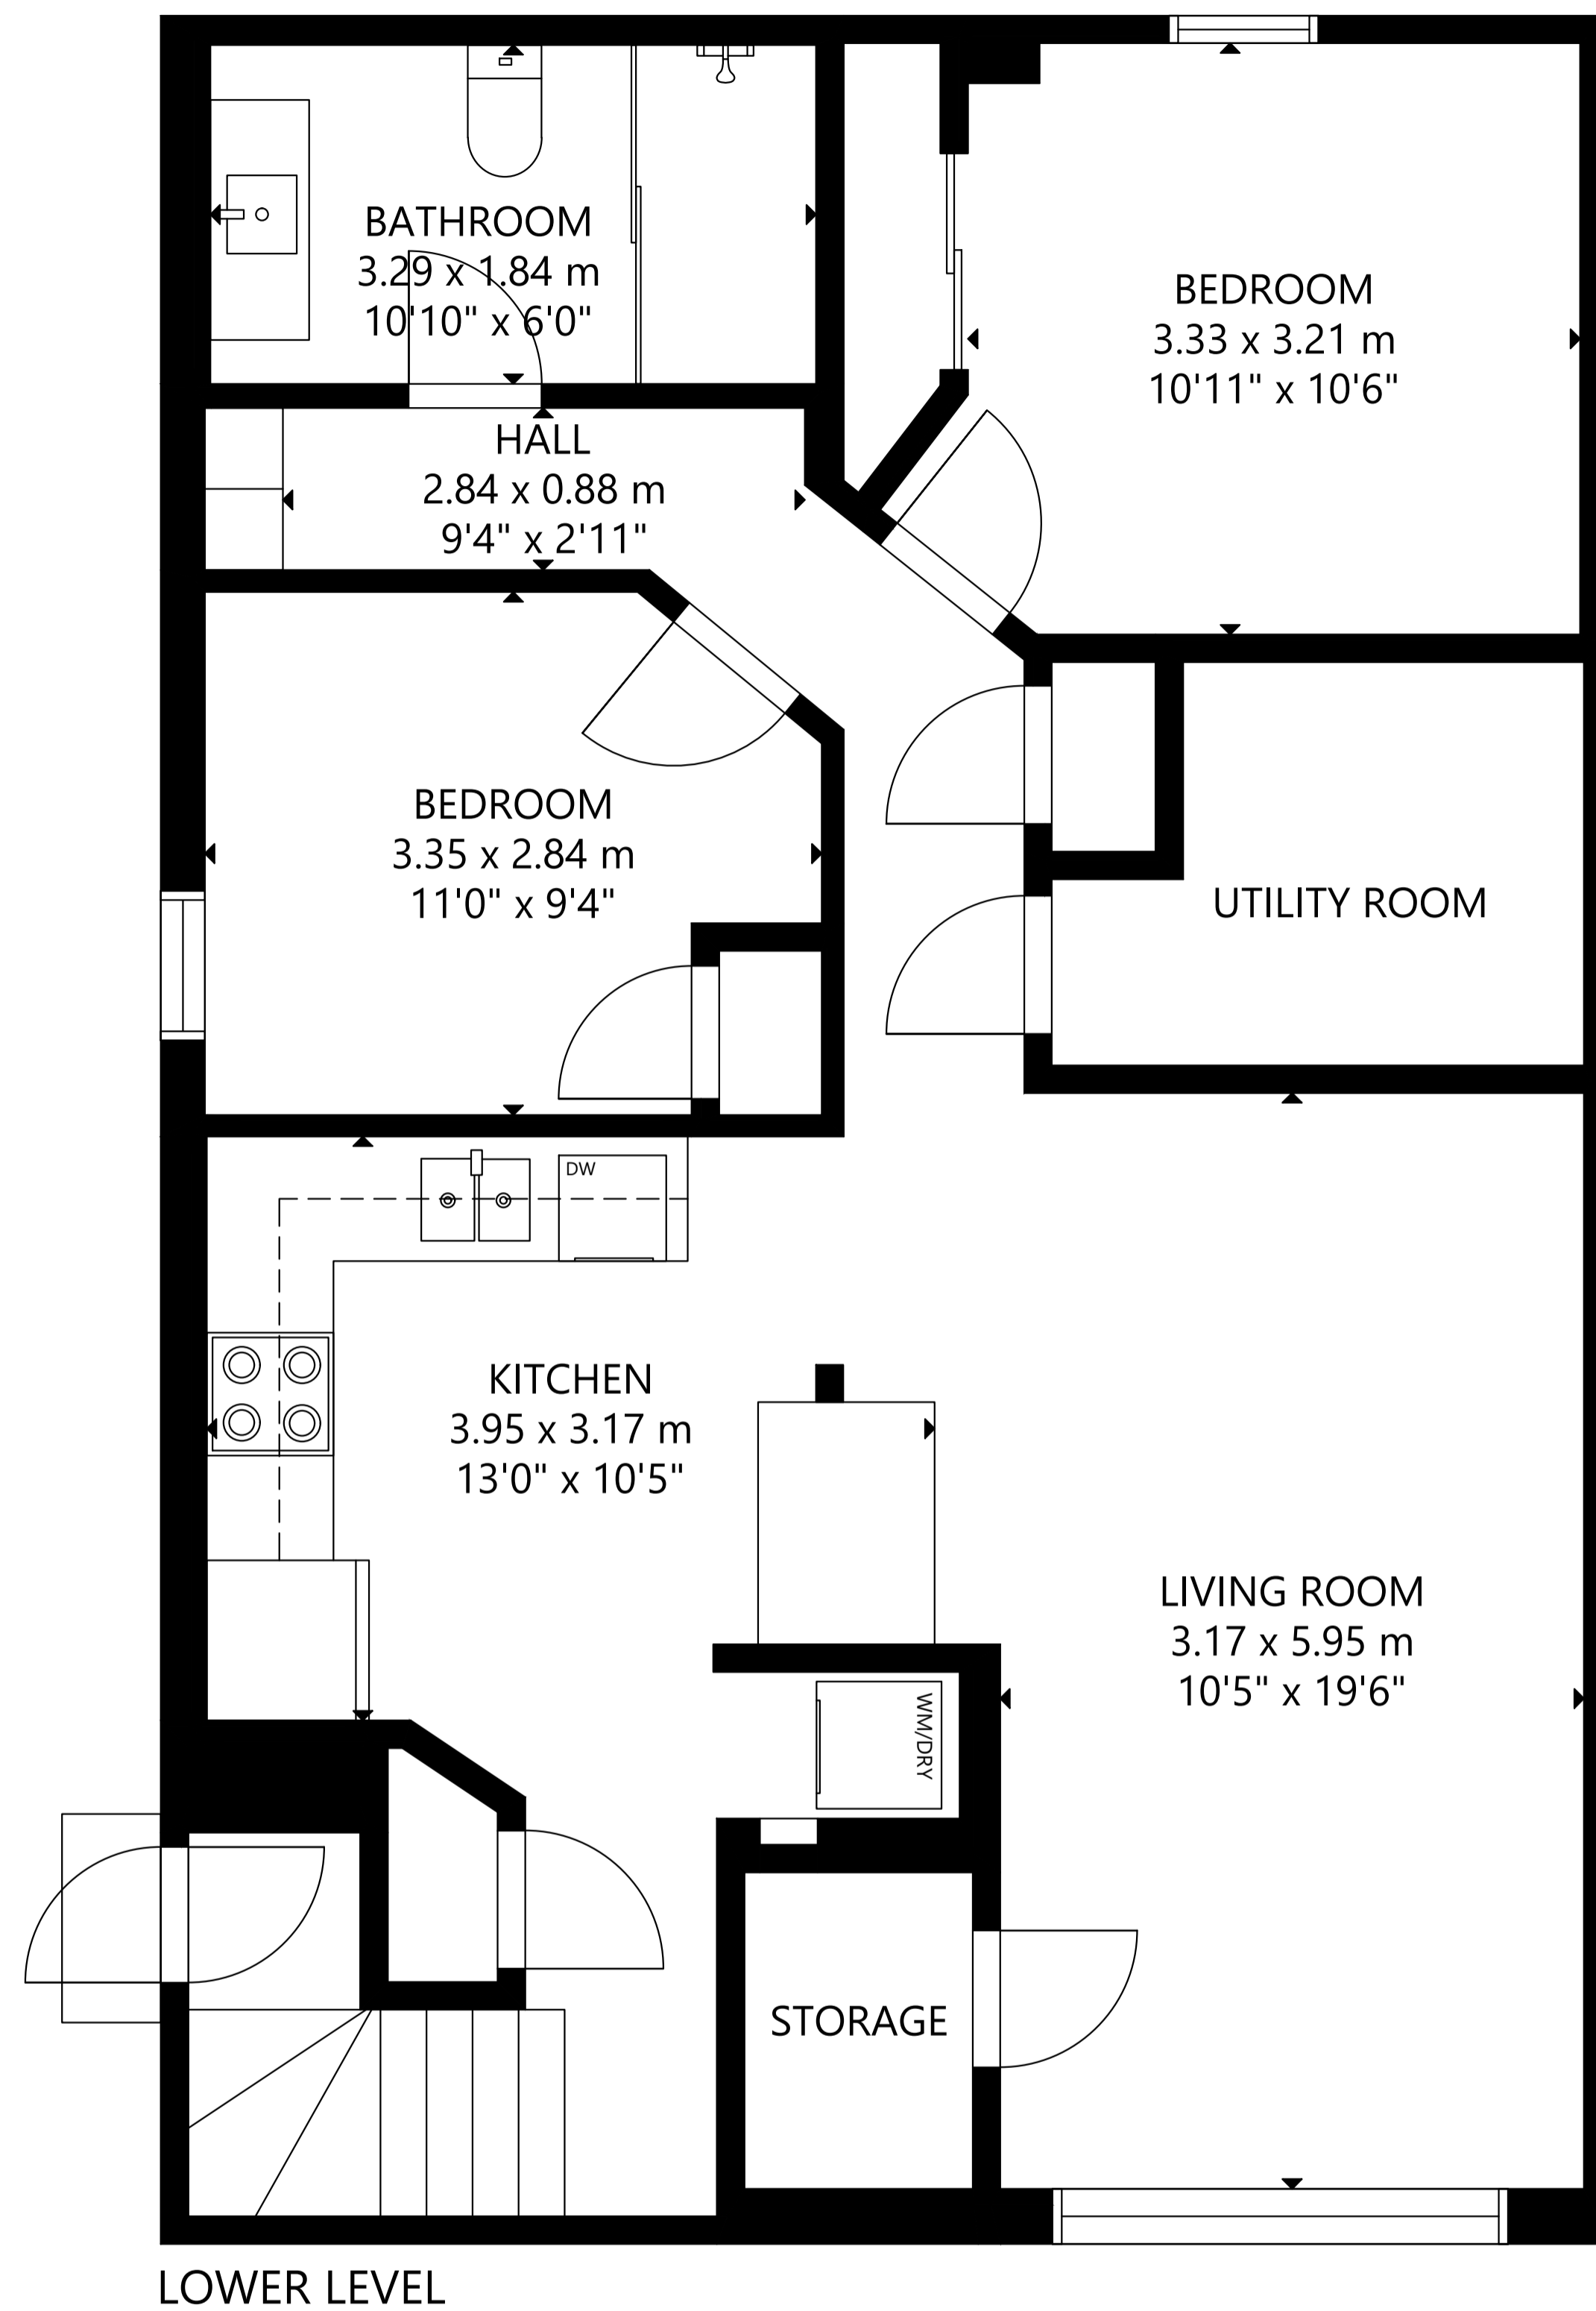 BATHROOM
3.29 x 1.84 m
10'10" x 6'0"
BEDROOM
3.33 x 3.21 m
10'11" x 10'6"
HALL
2.84 x 0.88 m
9'4" x 2'11"
BEDROOM
3.35 x 2.84 m
11'0" x 9'4"
UTILITY ROOM
DW
KITCHEN
3.95 x 3.17 m
13'0" x 10'5"
LIVING ROOM
3.17 x 5.95 m
10'5" x 19'6"
WM/DRY
STORAGE
LOWER LEVEL